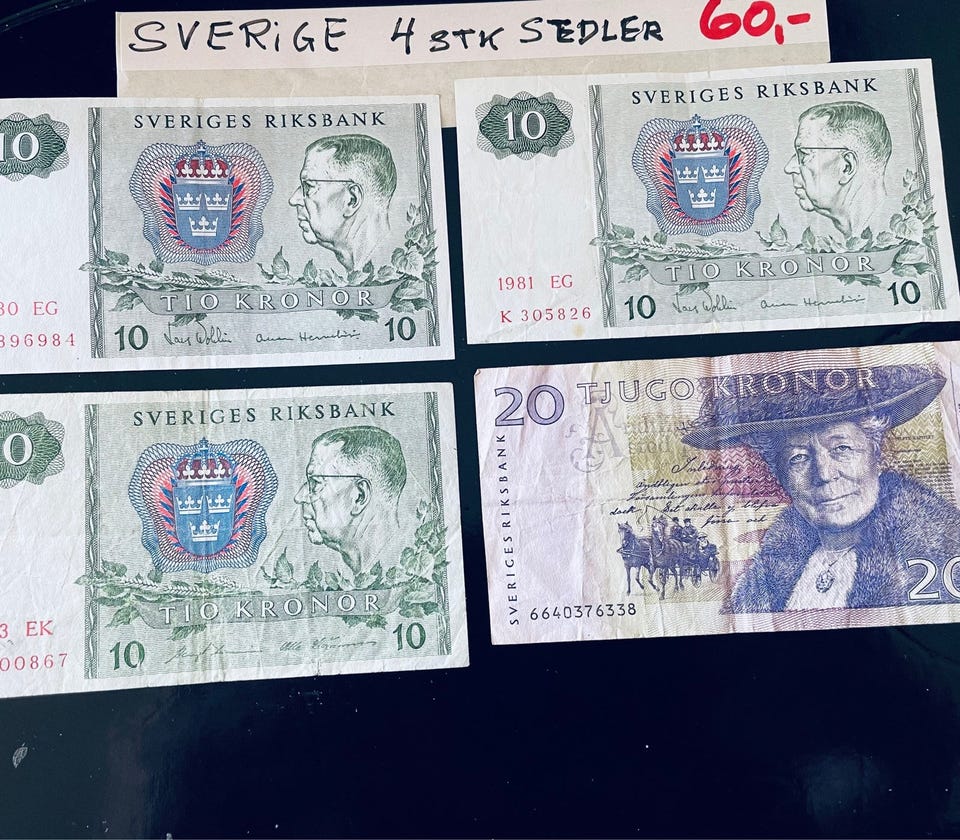 SVERIGE 4 STK SEDLER 60,-
10
SVERIGES RIKSBANK
30 EG
896984
TIO KRONOR
10
10
10
SVERIGES RIKSBANK
1981 EG
K 305826
TIO KRONOR
10
10
0
SVERIGES RIKSBANK
3 EK
00867
TIO KRONOR
10
10
20 TJUGO KRONOR
SVERIGES RIKSBANK
6640376338
20